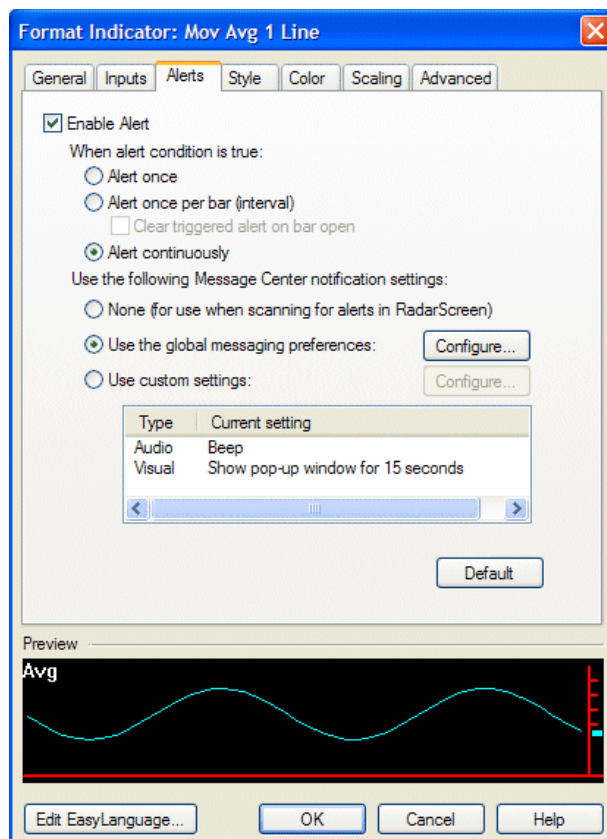 Format Indicator: Mov Avg 1 Line
General Inputs Alerts Style Color Scaling Advanced
Enable Alert
When alert condition is true:
Alert once
Alert once per bar (interval)
Clear triggered alert on bar open
Alert continuously
Use the following Message Center notification settings:
None (for use when scanning for alerts in RadarScreen)
Use the global messaging preferences: Configure...
Use custom settings: Configure...
Type Current setting
Audio Beep
Visual Show pop-up window for 15 seconds
Default
Preview
Avg
Edit EasyLanguage... OK Cancel Help